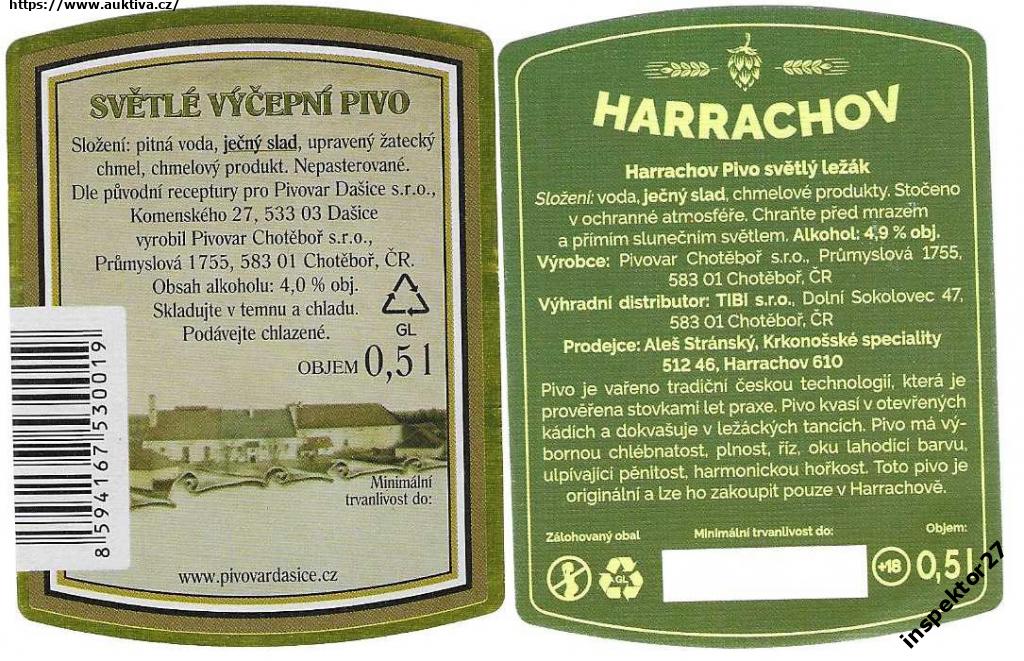 https://www.auktiva.cz/
SVĚTLÉ VÝČEPNÍ PIVO
Složení: pitná voda, ječný slad, upravený žatecký
chmel, chmelový produkt. Nepasterované.
Dle původní receptury pro Pivovar Dašice s.r.o.,
Komenského 27, 533 03 Dašice
vyrobil Pivovar Chotěboř s.r.o.,
Průmyslová 1755, 583 01 Chotěboř, ČR.
Obsah alkoholu: 4,0 % obj.
Skladujte v temnu a chladu.
Podávejte chlazené.
GL
OBJEM 0,5 l
8 594167 530019
Minimální
trvanlivost do:
www.pivovardasice.cz
HARRACHOV
Harrachov Pivo světlý ležák
Složení: voda, ječný slad, chmelové produkty. Stočeno
v ochranné atmosféře. Chraňte před mrazem
a přímím slunečním světlem. Alkohol: 4,9 % obj.
Výrobce: Pivovar Chotěboř s.r.o., Průmyslová 1755,
583 01 Chotěboř, ČR
Výhradní distributor: TIBI s.r.o., Dolní Sokolovec 47,
583 01 Chotěboř, ČR
Prodejce: Aleš Stránský, Krkonošské speciality
512 46, Harrachov 610
Pivo je vařeno tradiční českou technologií, která je
prověřena stovkami let praxe. Pivo kvasí v otevřených
kádích a dokvašuje v ležáckých tancích. Pivo má vý-
bornou chlébnatost, plnost, říz, oku lahodící barvu,
ulpívající pěnitost, harmonickou hořkost. Toto pivo je
originální a lze ho zakoupit pouze v Harrachově.
Zálohovaný obal
Minimální trvanlivost do:
Objem:
GL
+18
0,5 l
inspektor27